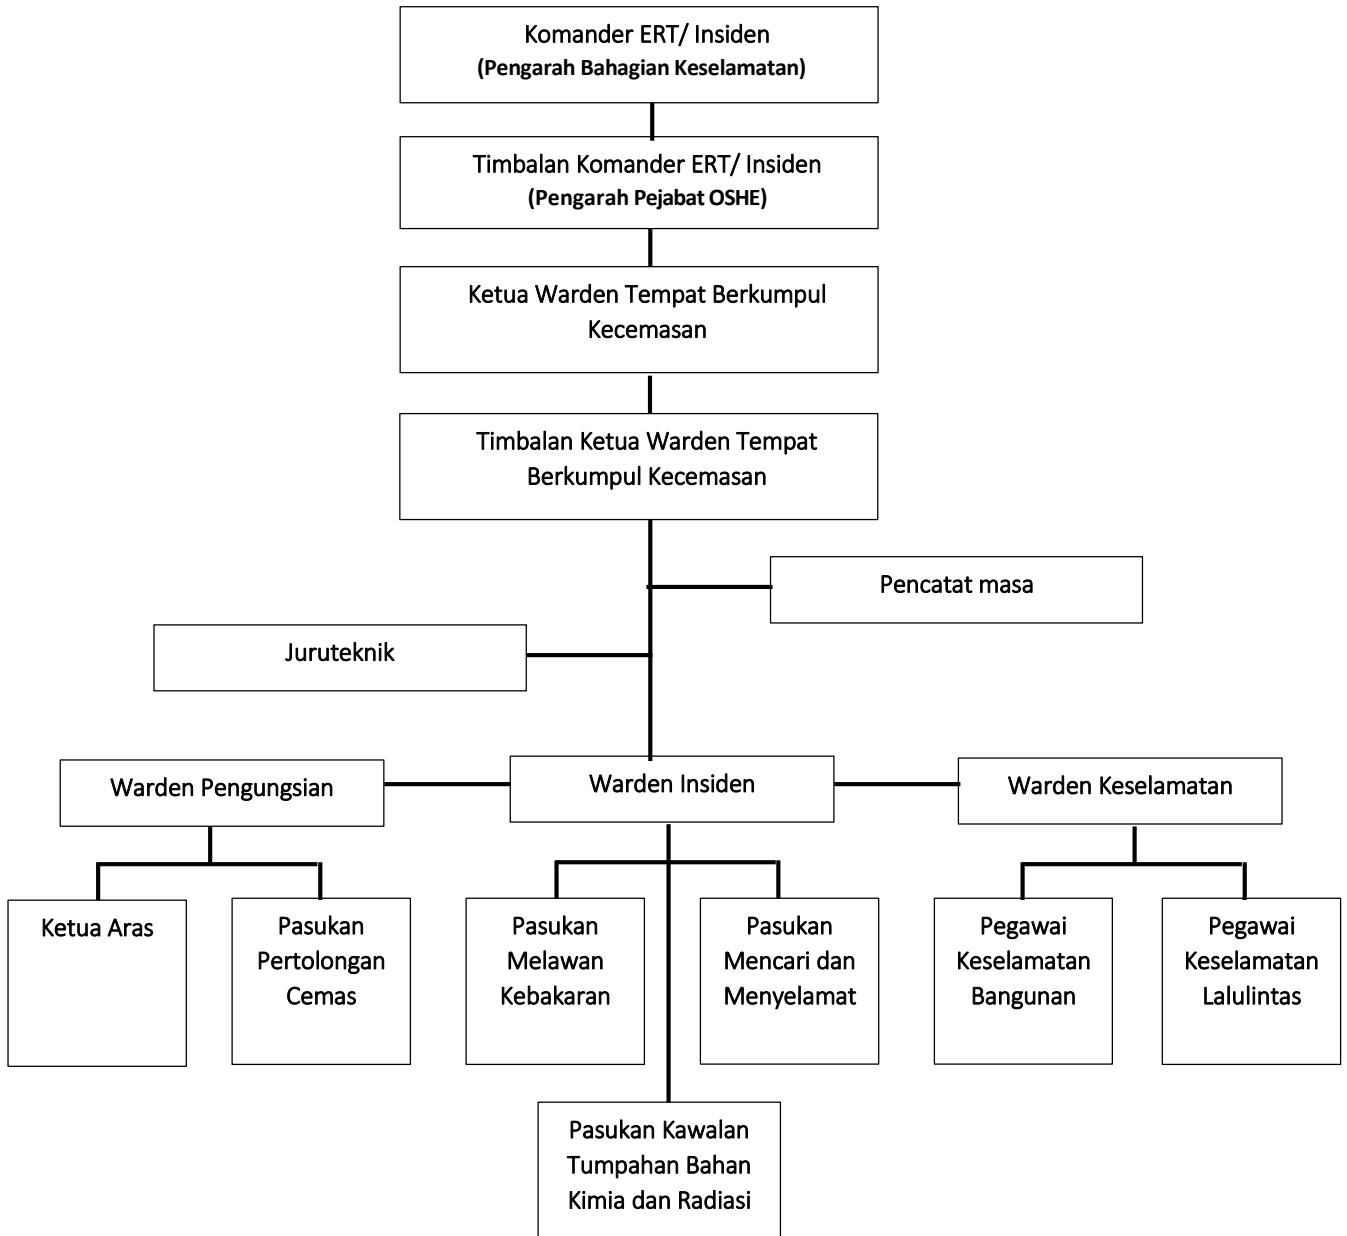 Komander ERT/ Insiden
(Pengarah Bahagian Keselamatan)
Timbalan Komander ERT/ Insiden
(Pengarah Pejabat OSHE)
Ketua Warden Tempat Berkumpul
Kecemasan
Timbalan Ketua Warden Tempat
Berkumpul Kecemasan
Pencatat masa
Juruteknik
Warden Pengungsian
Warden Insiden
Warden Keselamatan
Ketua Aras
Pasukan
Pertolongan
Cemas
Pasukan
Melawan
Kebakaran
Pasukan
Mencari dan
Menyelamat
Pegawai
Keselamatan
Bangunan
Pegawai
Keselamatan
Lalulintas
Pasukan Kawalan
Tumpahan Bahan
Kimia dan Radiasi